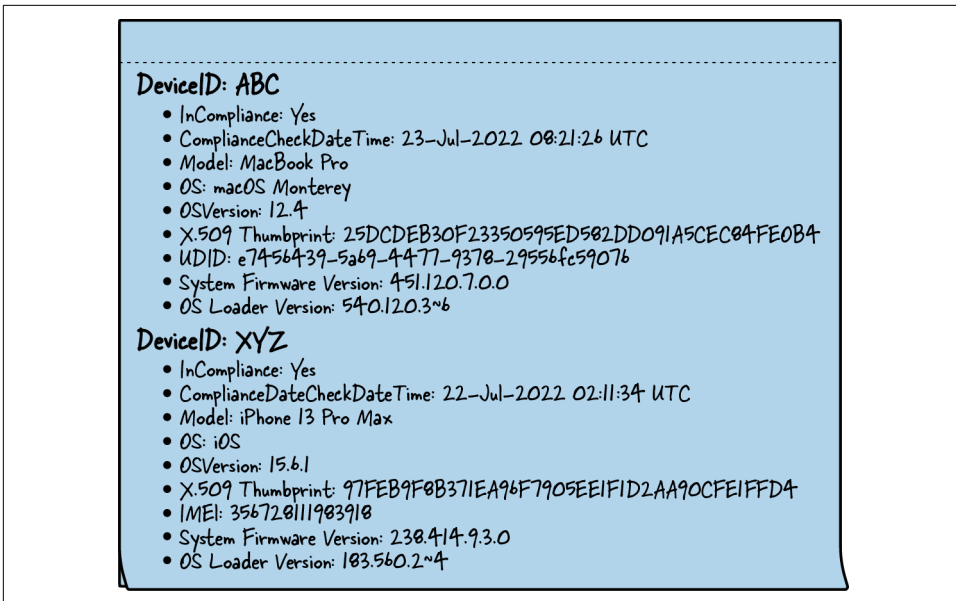 DeviceID: ABC
• InCompliance: Yes
• ComplianceCheckDateTime: 23-Jul-2022 08:21:26 UTC
• Model: MacBook Pro
• OS: macOS Monterey
• OSVersion: 12.4
• X.509 Thumbprint: 25DCDEB30F23350595ED582DD091A5CEC84FE0B4
• UDID: e7456439-5a69-4477-9378-29556fc59076
• System Firmware Version: 451.120.7.0.0
• OS Loader Version: 540.120.3~6
DeviceID: XYZ
• InCompliance: Yes
• ComplianceDateCheckDateTime: 22-Jul-2022 02:11:34 UTC
• Model: iPhone 13 Pro Max
• OS: iOS
• OSVersion: 15.6.1
• X.509 Thumbprint: 97FEB9F8B371EA96F7905EE1F1D2AA90CFE1FFD4
• IMEI: 356728111983918
• System Firmware Version: 238.414.9.3.0
• OS Loader Version: 183.560.2~4